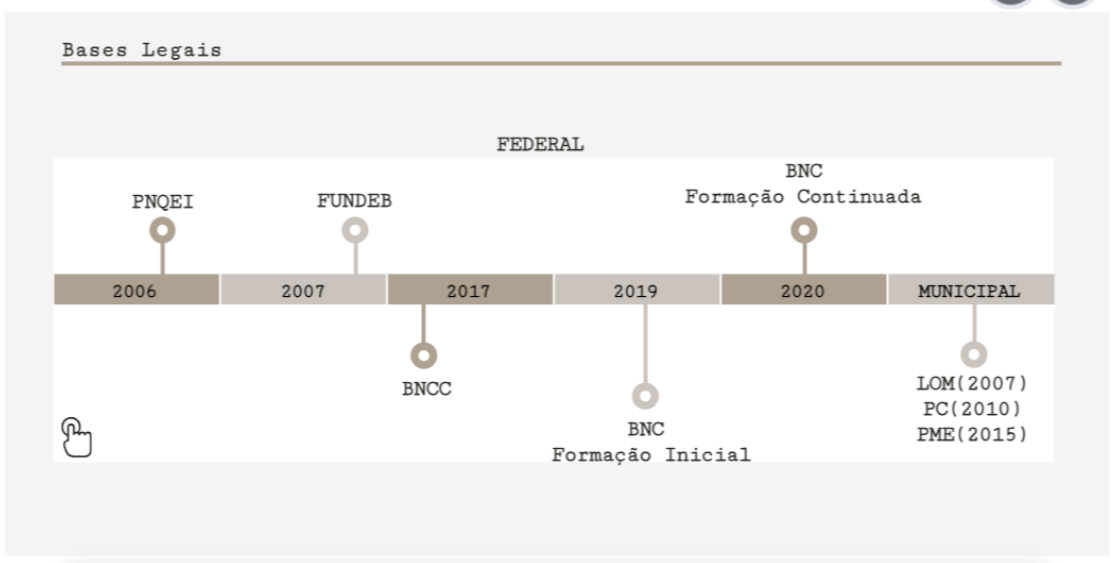 Bases Legais
FEDERAL
PNQEI
FUNDEB
BNC
Formação Continuada
2006
2007
2017
2019
2020
MUNICIPAL
BNCC
BNC
Formação Inicial
LOM(2007)
PC(2010)
PME(2015)